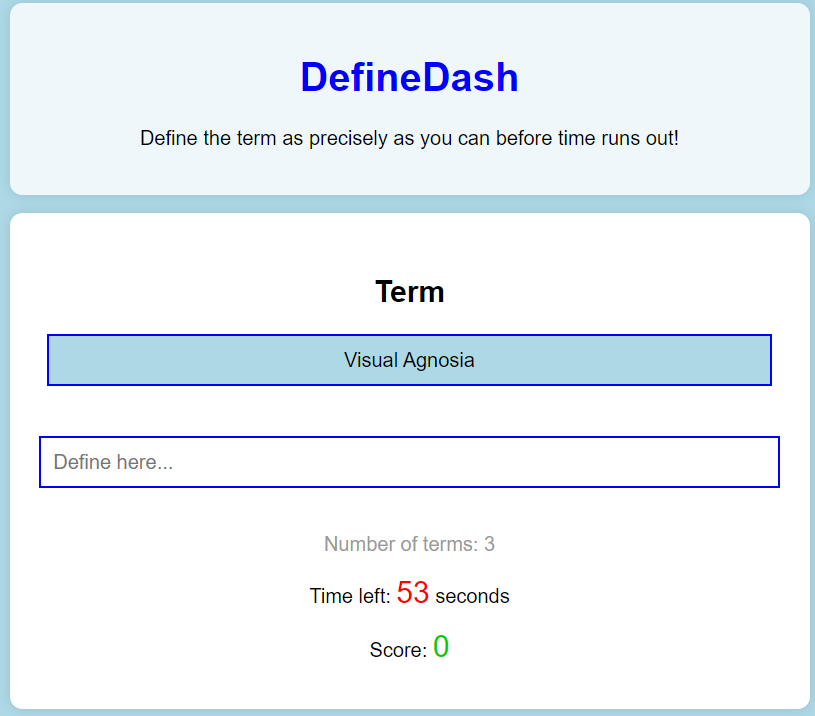 DefineDash
Define the term as precisely as you can before time runs out!
Term
Visual Agnosia
Define here...
Number of terms: 3
Time left: 53 seconds
Score: 0